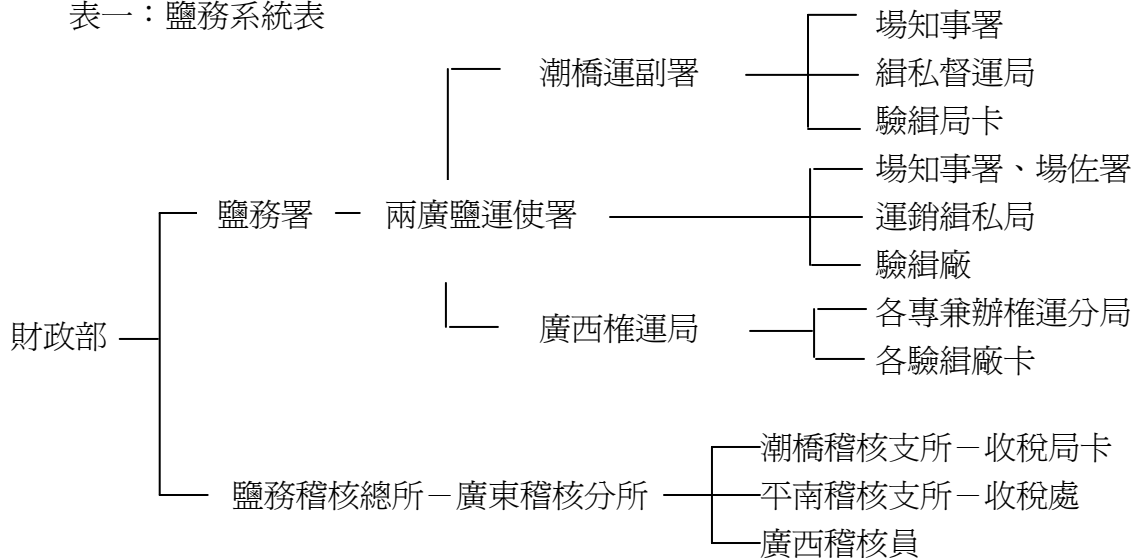 表一：鹽務系統表
場知事署
潮橋運副署
緝私督運局
驗緝局卡
場知事署、場佐署
鹽務署
兩廣鹽運使署
運銷緝私局
驗緝廠
財政部
廣西榷運局
各專兼辦榷運分局
各驗緝廠卡
潮橋稽核支所－收稅局卡
鹽務稽核總所－廣東稽核分所
平南稽核支所－收稅處
廣西稽核員